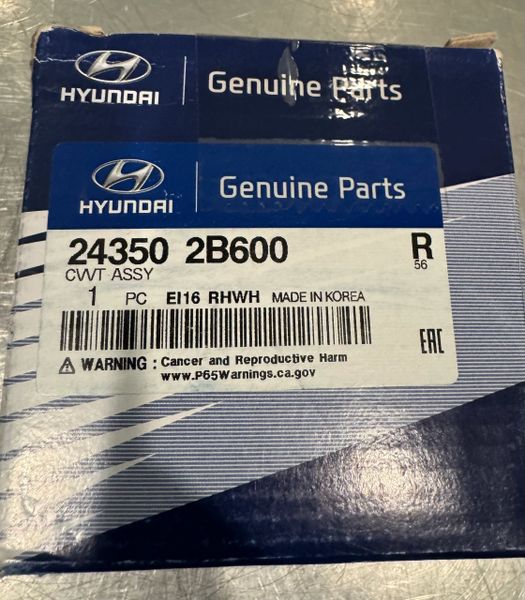 HYUNDAI
Genuine Parts
HYUNDAI
Genuine Parts
24350 2B600
R
56
CVVT ASSY
1 PC EI16 RHWH MADE IN KOREA
EAC
WARNING : Cancer and Reproductive Harm
www.P65Warnings.ca.gov